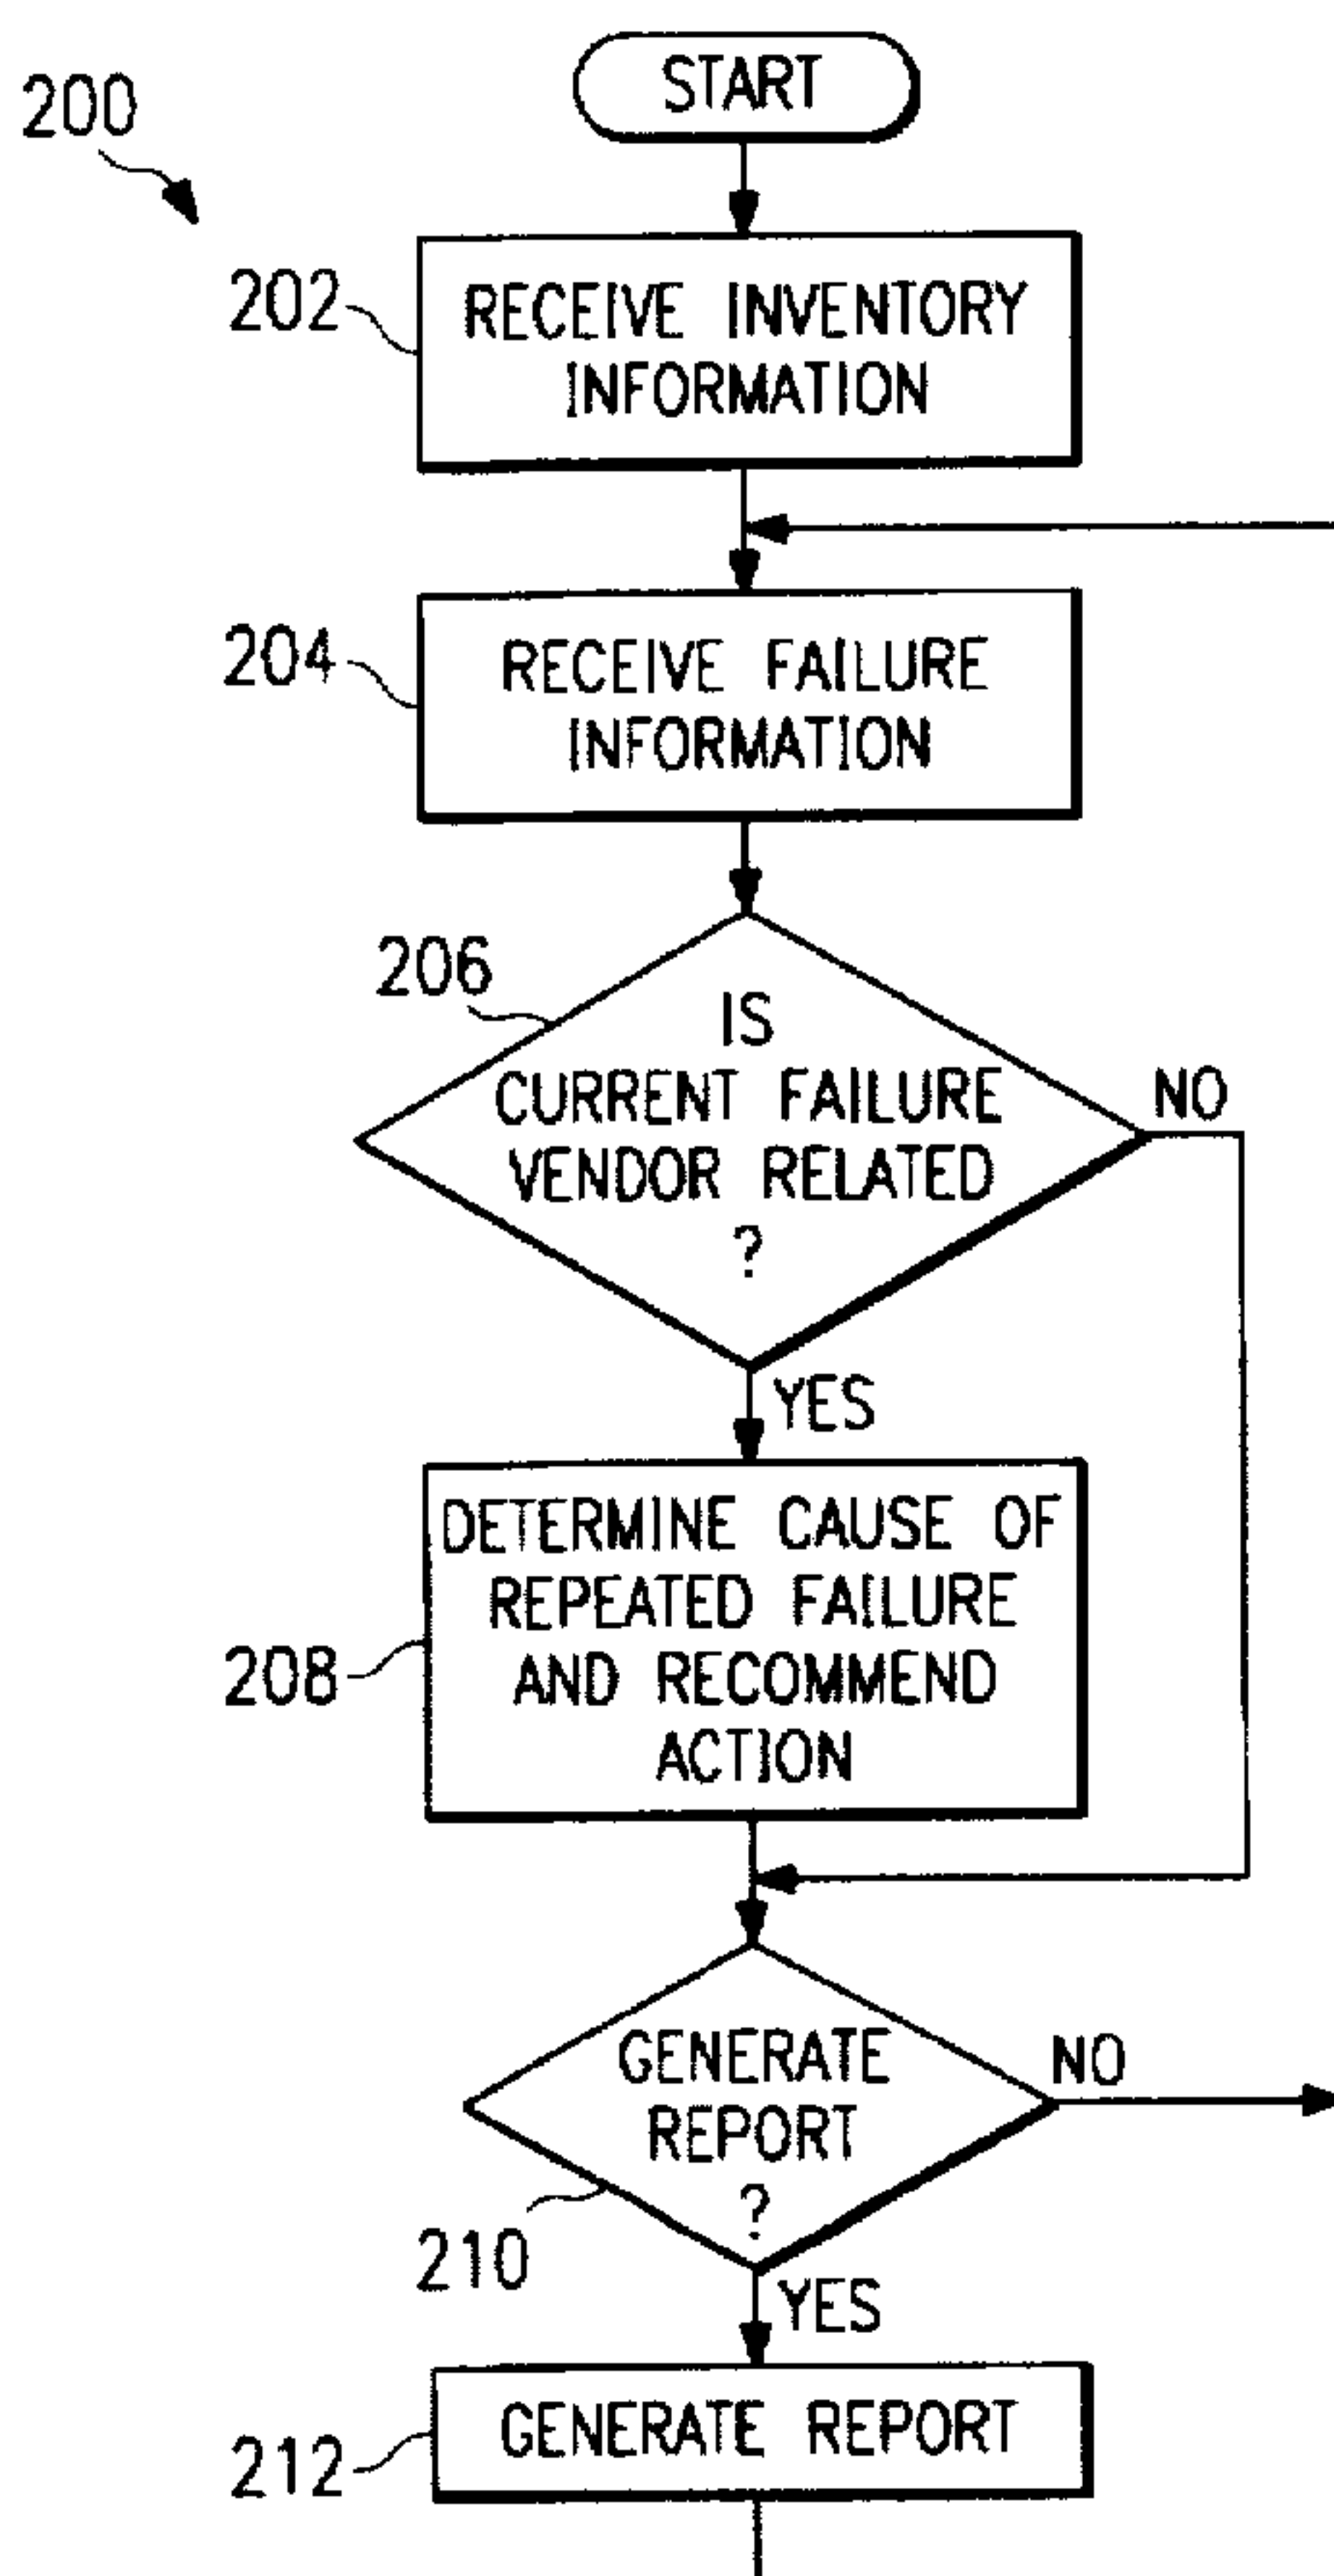 START
200
202
RECEIVE INVENTORY
INFORMATION
204
RECEIVE FAILURE
INFORMATION
206
IS
CURRENT FAILURE
VENDOR RELATED
?
NO
YES
208
DETERMINE CAUSE OF
REPEATED FAILURE
AND RECOMMEND
ACTION
GENERATE
REPORT
?
NO
210
YES
212
GENERATE REPORT